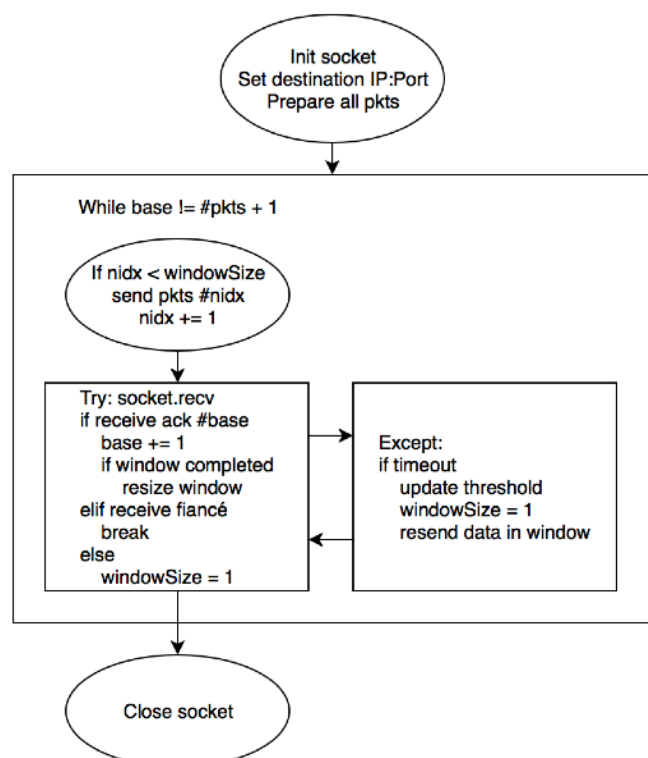 Init socket
Set destination IP:Port
Prepare all pkts
While base != #pkts + 1
If nidx < windowSize
send pkts #nidx
nidx += 1
Try: socket.recv
if receive ack #base
base += 1
if window completed
resize window
elif receive fiancé
break
else
windowSize = 1
Except:
if timeout
update threshold
windowSize = 1
resend data in window
Close socket